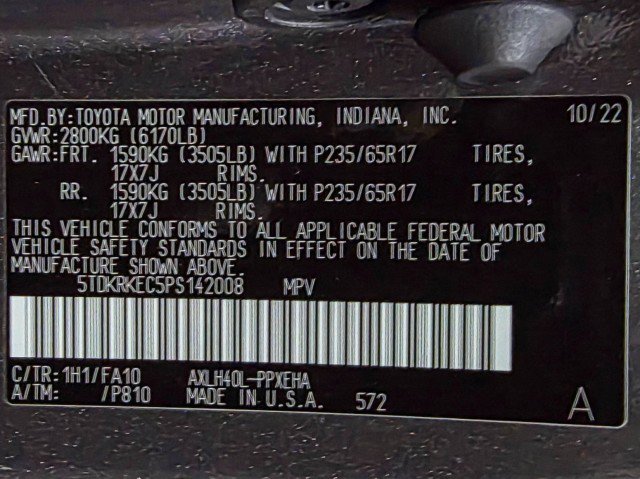 MFD.BY:TOYOTA MOTOR MANUFACTURING, INDIANA, INC. 10/22
GVWR:2800KG (6170LB)
GAWR:FRT. 1590KG (3505LB) WITH P235/65R17 TIRES,
17X7J RIMS.
RR. 1590KG (3505LB) WITH P235/65R17 TIRES,
17X7J RIMS.
THIS VEHICLE CONFORMS TO ALL APPLICABLE FEDERAL MOTOR
VEHICLE SAFETY STANDARDS IN EFFECT ON THE DATE OF
MANUFACTURE SHOWN ABOVE.
5TDKRKEC5PS142008 MPV
C/TR:1H1/FA10 AXLH40L-PPXEHA
A/TM: /P810 MADE IN U.S.A. 572 A